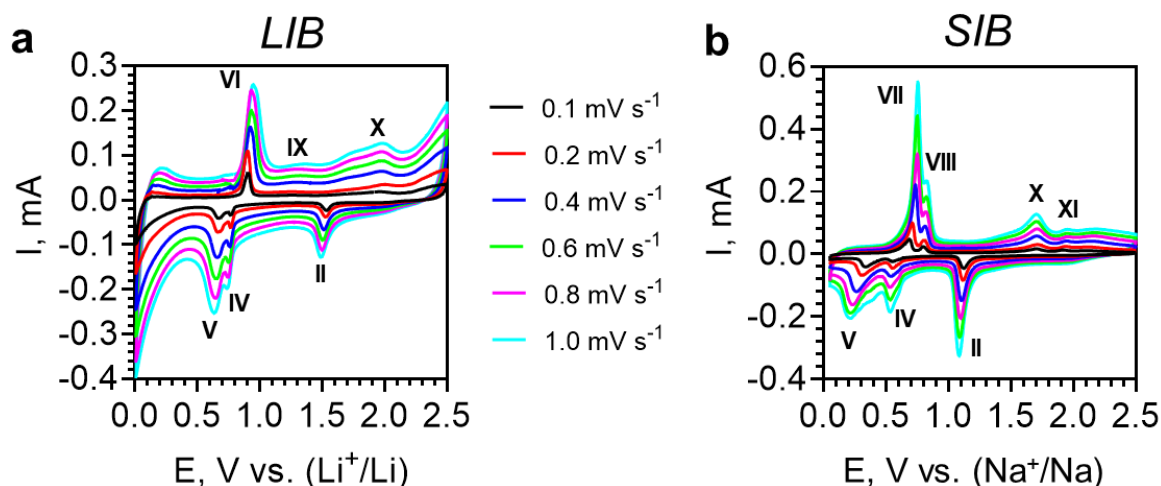 a
LIB
I, mA
0.3
0.2
0.1
0.0
-0.1
-0.2
-0.3
-0.4
VI
IX
X
V
IV
II
0.0 0.5 1.0 1.5 2.0 2.5
E, V vs. (Li⁺/Li)
0.1 mV s⁻¹
0.2 mV s⁻¹
0.4 mV s⁻¹
0.6 mV s⁻¹
0.8 mV s⁻¹
1.0 mV s⁻¹
b
SIB
I, mA
0.6
0.4
0.2
0.0
-0.2
-0.4
VII
VIII
X
XI
V
IV
II
0.0 0.5 1.0 1.5 2.0 2.5
E, V vs. (Na⁺/Na)